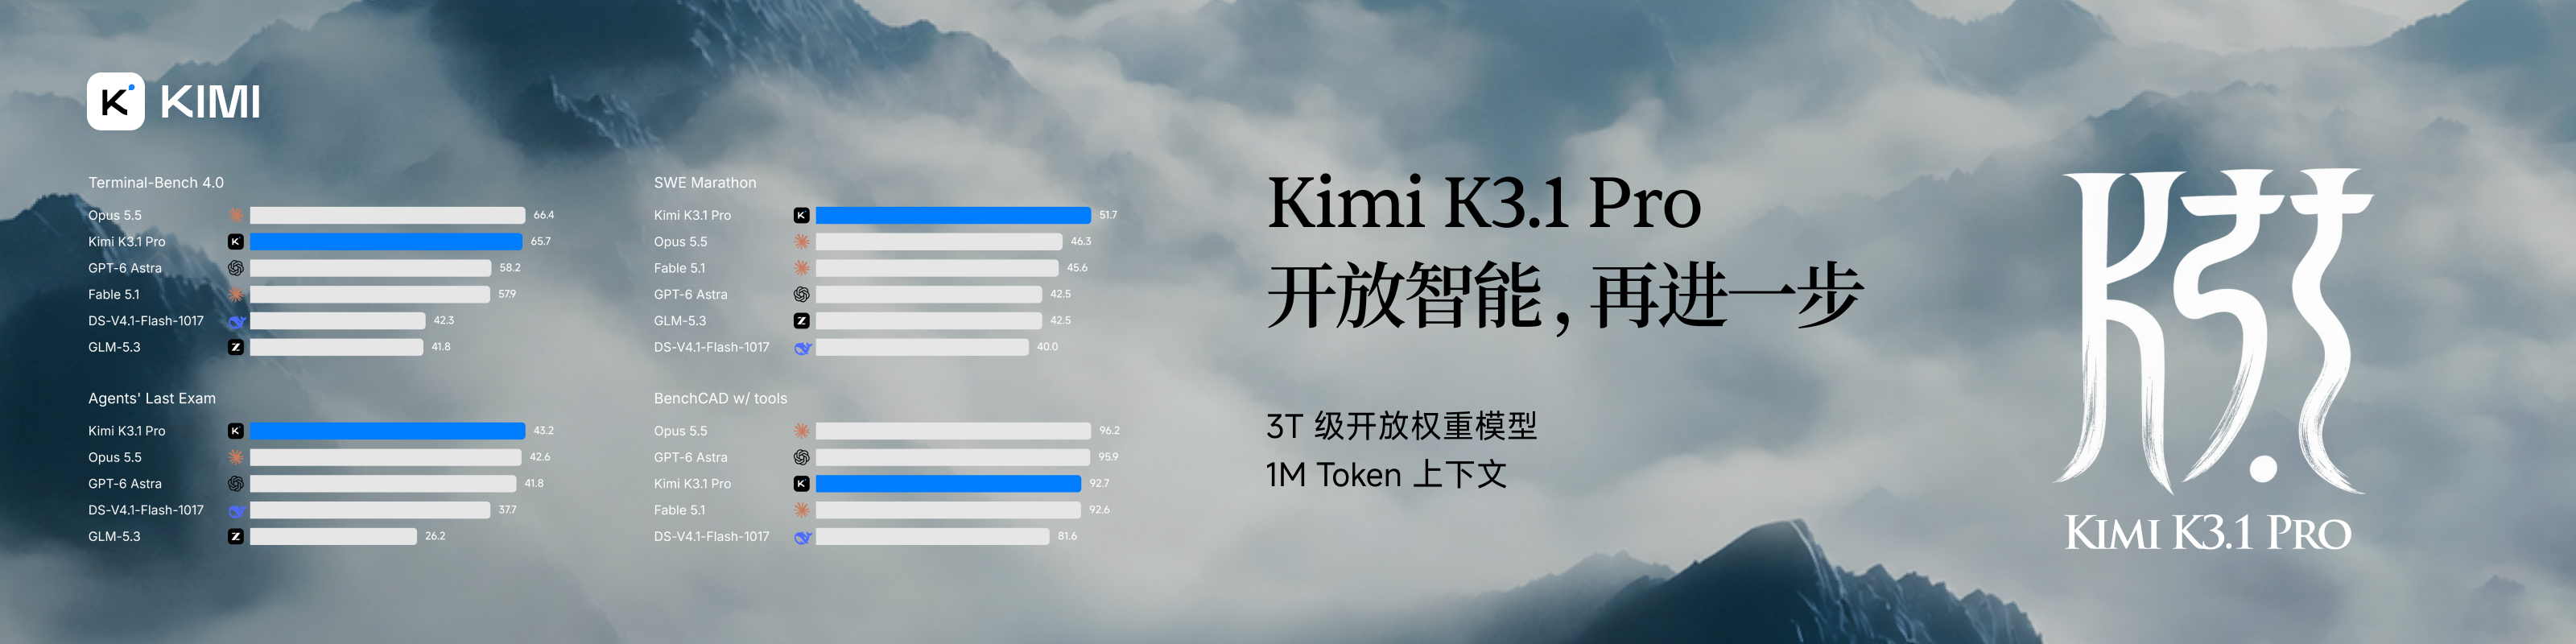 KIMI
Terminal-Bench 4.0
Opus 5.5 66.4
Kimi K3.1 Pro 65.7
GPT-6 Astra 58.2
Fable 5.1 57.9
DS-V4.1-Flash-1017 42.3
GLM-5.3 41.8
SWE Marathon
Kimi K3.1 Pro 51.7
Opus 5.5 46.3
Fable 5.1 45.6
GPT-6 Astra 42.5
GLM-5.3 42.5
DS-V4.1-Flash-1017 40.0
Agents' Last Exam
Kimi K3.1 Pro 43.2
Opus 5.5 42.6
GPT-6 Astra 41.8
DS-V4.1-Flash-1017 37.7
GLM-5.3 26.2
BenchCAD w/ tools
Opus 5.5 96.2
GPT-6 Astra 95.9
Kimi K3.1 Pro 92.7
Fable 5.1 92.6
DS-V4.1-Flash-1017 81.6
Kimi K3.1 Pro
开放智能，再进一步
3T 级开放权重模型
1M Token 上下文
K3.1
KIMI K3.1 PRO